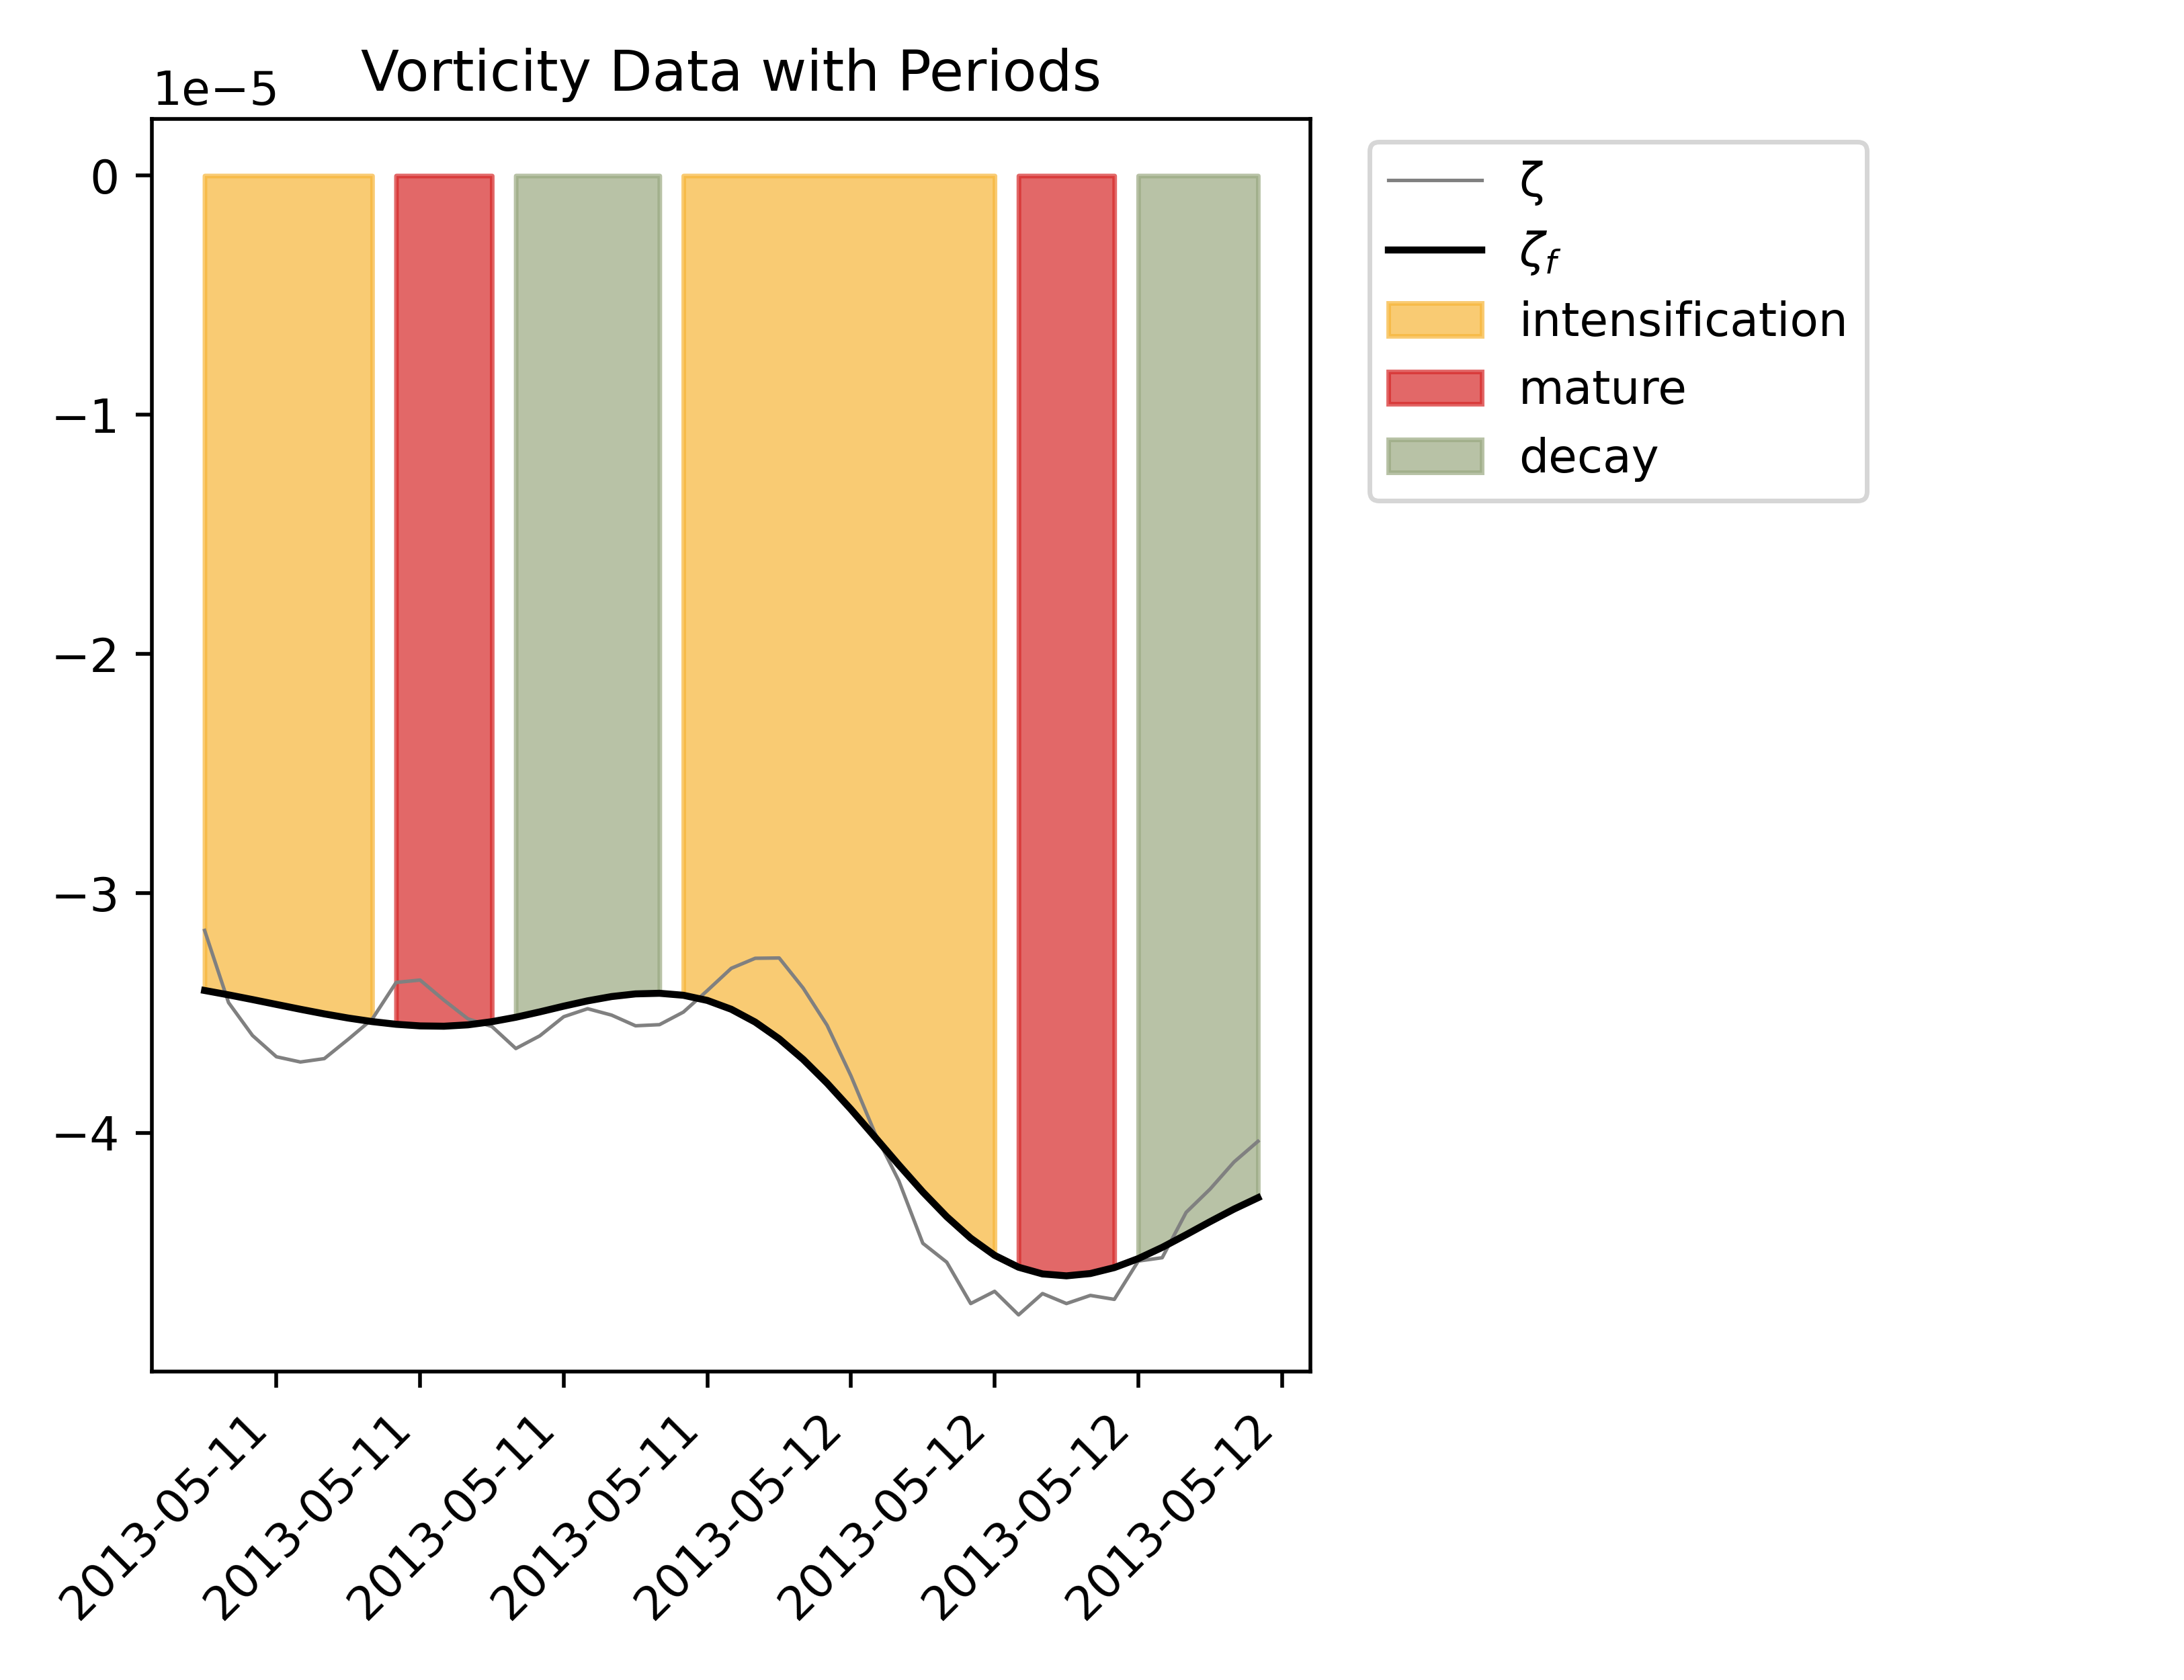 Vorticity Data with Periods
1e−5
0
−1
−2
−3
−4
2013-05-11
2013-05-11
2013-05-11
2013-05-11
2013-05-12
2013-05-12
2013-05-12
2013-05-12
ζ
ζf
intensification
mature
decay